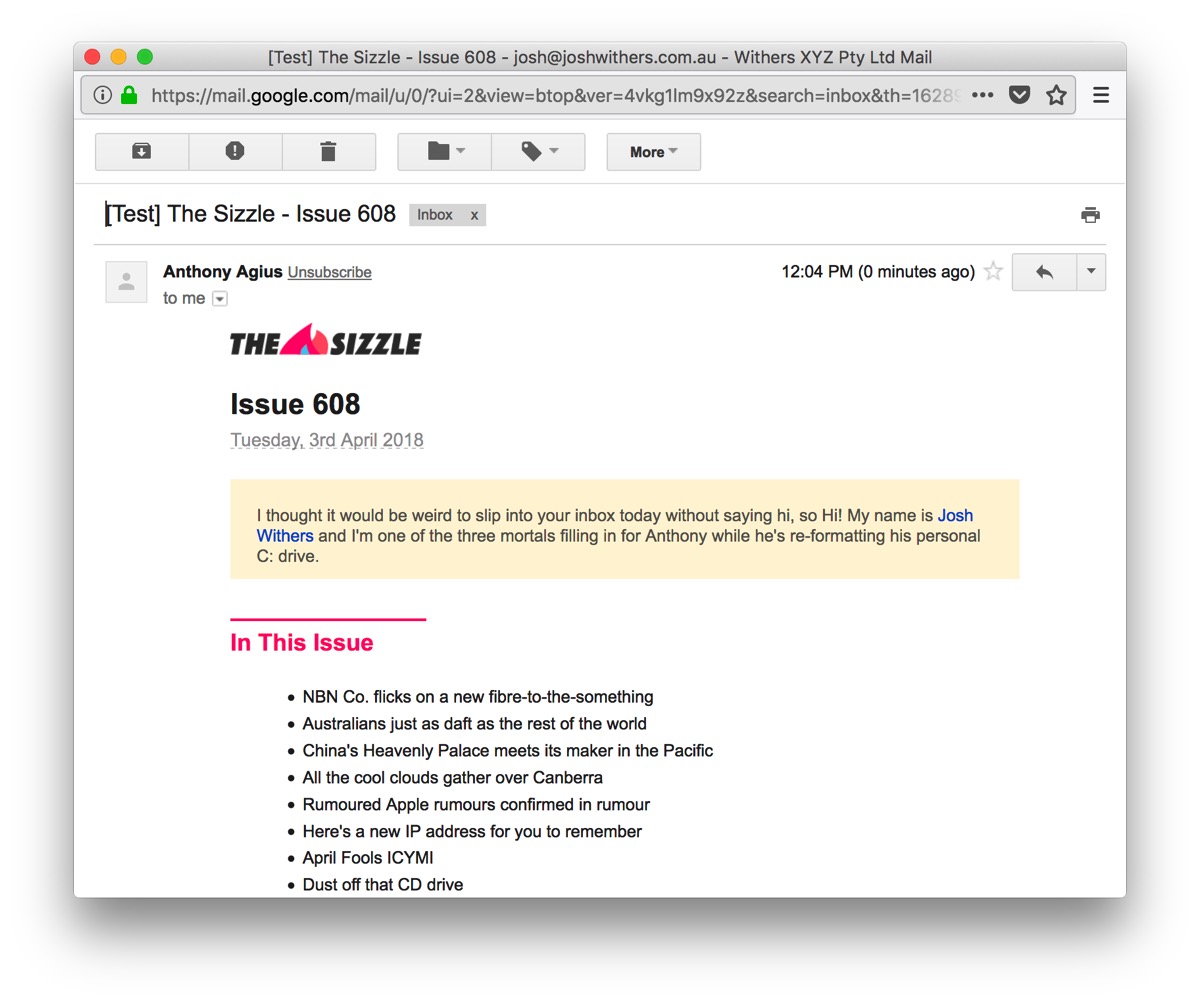 [Test] The Sizzle - Issue 608 - josh@joshwithers.com.au - Withers XYZ Pty Ltd Mail
https://mail.google.com/mail/u/0/?ui=2&view=btop&ver=4vkg1lm9x92z&search=inbox&th=16289
More
[Test] The Sizzle - Issue 608 Inbox x
Anthony Agius Unsubscribe 12:04 PM (0 minutes ago)
to me
THE SIZZLE
Issue 608
Tuesday, 3rd April 2018
I thought it would be weird to slip into your inbox today without saying hi, so Hi! My name is Josh
Withers and I'm one of the three mortals filling in for Anthony while he's re-formatting his personal
C: drive.
In This Issue
• NBN Co. flicks on a new fibre-to-the-something
• Australians just as daft as the rest of the world
• China's Heavenly Palace meets its maker in the Pacific
• All the cool clouds gather over Canberra
• Rumoured Apple rumours confirmed in rumour
• Here's a new IP address for you to remember
• April Fools ICYMI
• Dust off that CD drive